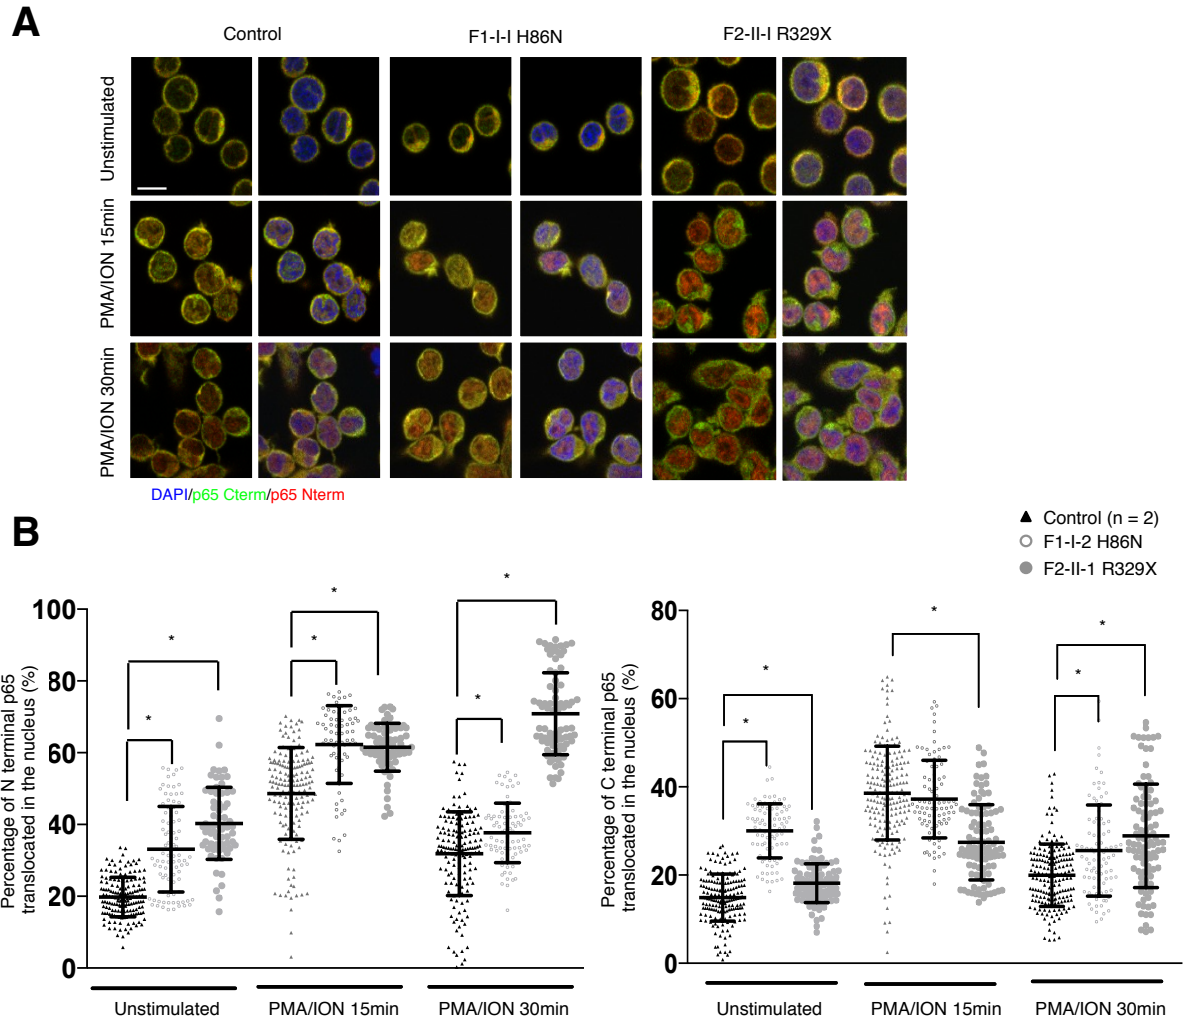 A
Control
F1-I-I H86N
F2-II-I R329X
Unstimulated
PMA/ION 15min
PMA/ION 30min
DAPI/p65 Cterm/p65 Nterm
B
Control (n = 2)
F1-I-2 H86N
F2-II-1 R329X
Percentage of N terminal p65
translocated in the nucleus (%)
100
80
60
40
20
0
*
*
*
*
*
*
Unstimulated
PMA/ION 15min
PMA/ION 30min
Percentage of C terminal p65
translocated in the nucleus (%)
80
60
40
20
0
*
*
*
*
*
Unstimulated
PMA/ION 15min
PMA/ION 30min